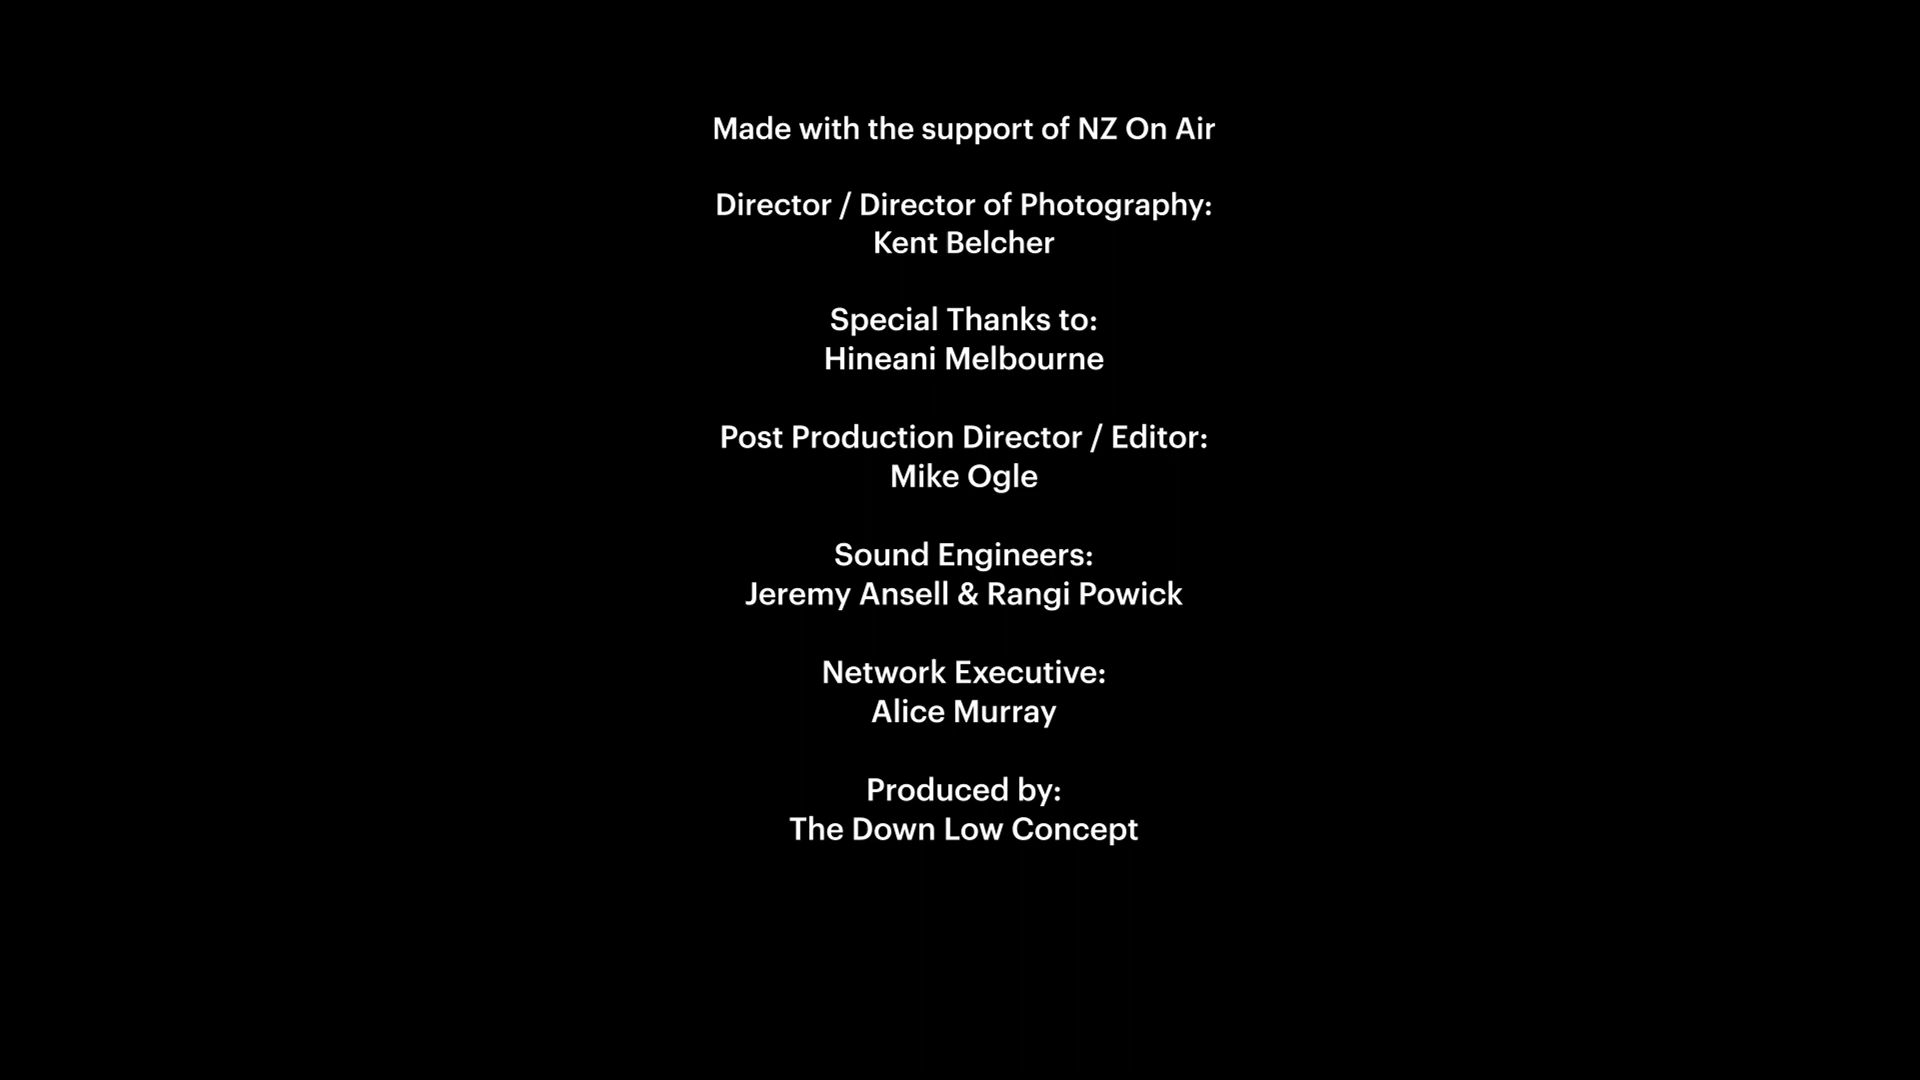 Made with the support of NZ On Air
Director / Director of Photography:
Kent Belcher
Special Thanks to:
Hineani Melbourne
Post Production Director / Editor:
Mike Ogle
Sound Engineers:
Jeremy Ansell & Rangi Powick
Network Executive:
Alice Murray
Produced by:
The Down Low Concept